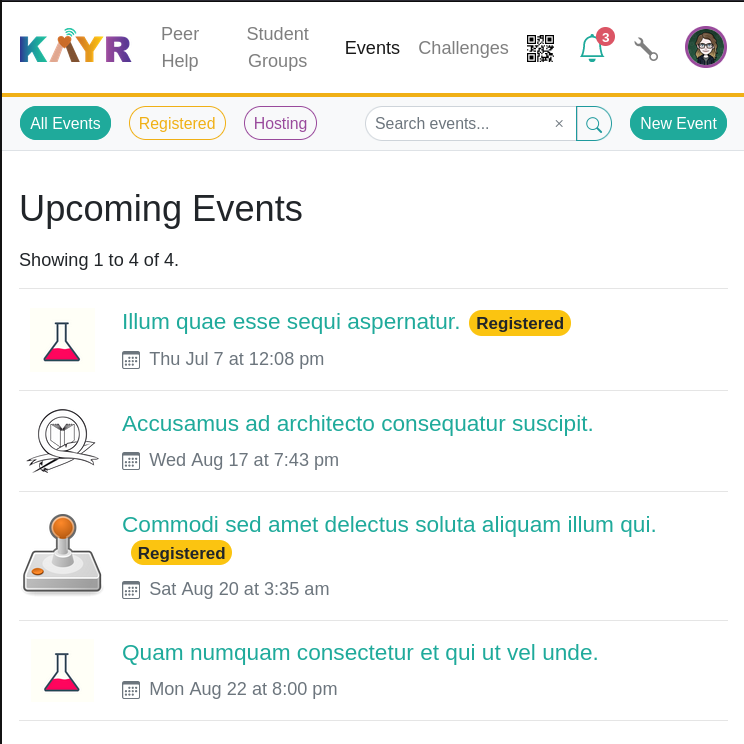 KAYR
Peer
Help
Student
Groups
Events
Challenges
3
All Events
Registered
Hosting
Search events...
×
New Event
Upcoming Events
Showing 1 to 4 of 4.
Illum quae esse sequi aspernatur. Registered
Thu Jul 7 at 12:08 pm
Accusamus ad architecto consequatur suscipit.
Wed Aug 17 at 7:43 pm
Commodi sed amet delectus soluta aliquam illum qui.
Registered
Sat Aug 20 at 3:35 am
Quam numquam consectetur et qui ut vel unde.
Mon Aug 22 at 8:00 pm